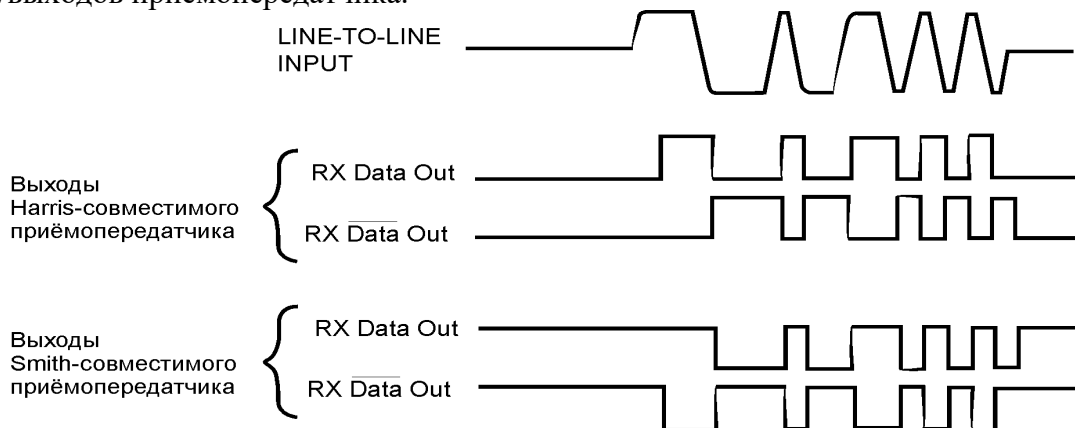 выходов приёмопередатчика.
LINE-TO-LINE
INPUT
RX Data Out
Выходы
Harris-совместимого
приёмопередатчика
RX Data Out
RX Data Out
Выходы
Smith-совместимого
приёмопередатчика
RX Data Out